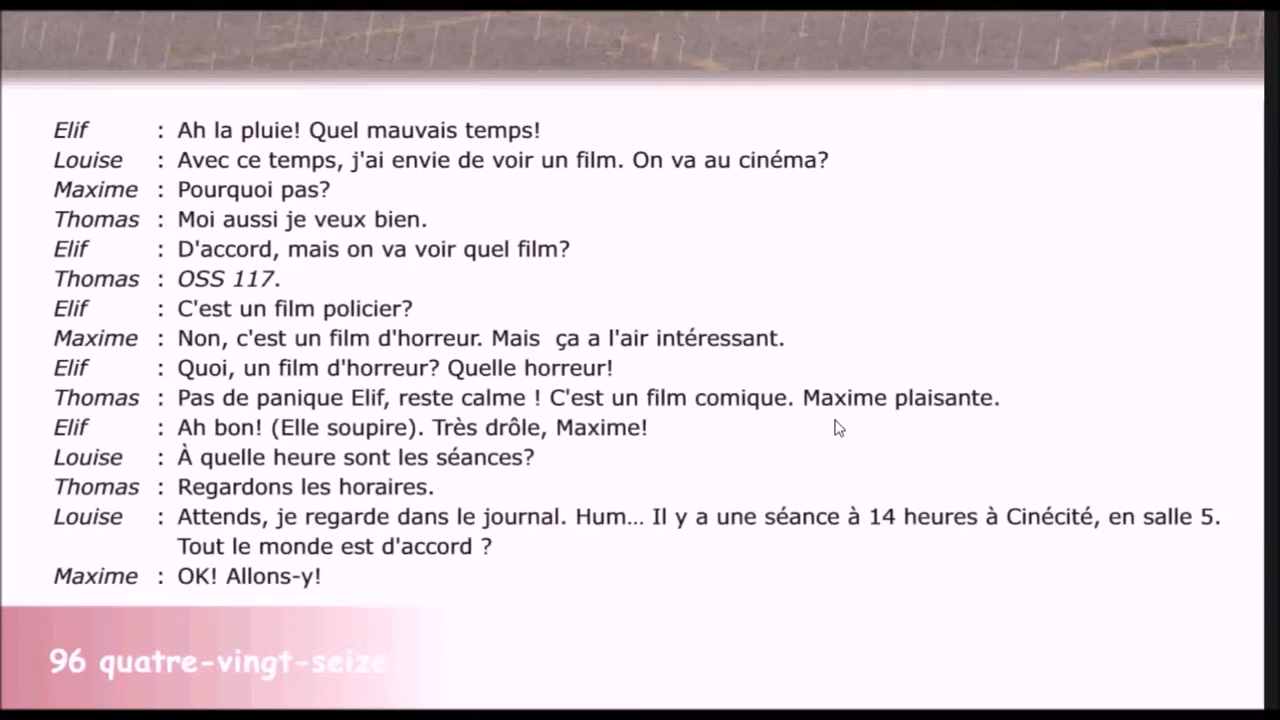 Elif : Ah la pluie! Quel mauvais temps!
Louise : Avec ce temps, j'ai envie de voir un film. On va au cinéma?
Maxime : Pourquoi pas?
Thomas : Moi aussi je veux bien.
Elif : D'accord, mais on va voir quel film?
Thomas : OSS 117.
Elif : C'est un film policier?
Maxime : Non, c'est un film d'horreur. Mais ça a l'air intéressant.
Elif : Quoi, un film d'horreur? Quelle horreur!
Thomas : Pas de panique Elif, reste calme ! C'est un film comique. Maxime plaisante.
Elif : Ah bon! (Elle soupire). Très drôle, Maxime!
Louise : À quelle heure sont les séances?
Thomas : Regardons les horaires.
Louise : Attends, je regarde dans le journal. Hum... Il y a une séance à 14 heures à Cinécité, en salle 5.
Tout le monde est d'accord ?
Maxime : OK! Allons-y!
96 quatre-vingt-seize